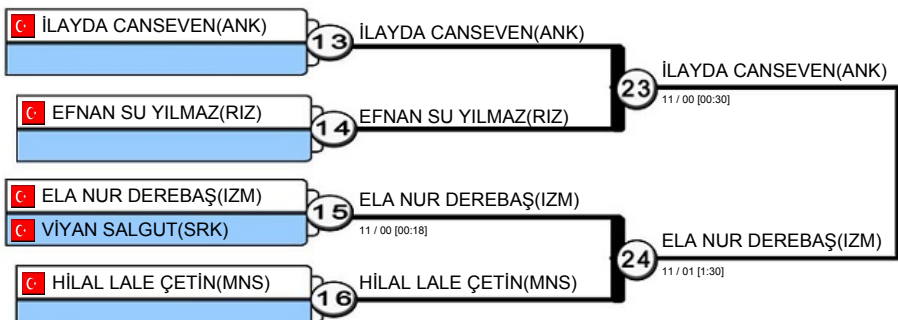 İLAYDA CANSEVEN(ANK)
13
İLAYDA CANSEVEN(ANK)
EFNAN SU YILMAZ(RIZ)
14
EFNAN SU YILMAZ(RIZ)
23
İLAYDA CANSEVEN(ANK)
11 / 00 [00:30]
ELA NUR DEREBAŞ(IZM)
VİYAN SALGUT(SRK)
15
ELA NUR DEREBAŞ(IZM)
11 / 00 [00:18]
HİLAL LALE ÇETİN(MNS)
16
HİLAL LALE ÇETİN(MNS)
24
ELA NUR DEREBAŞ(IZM)
11 / 01 [1:30]